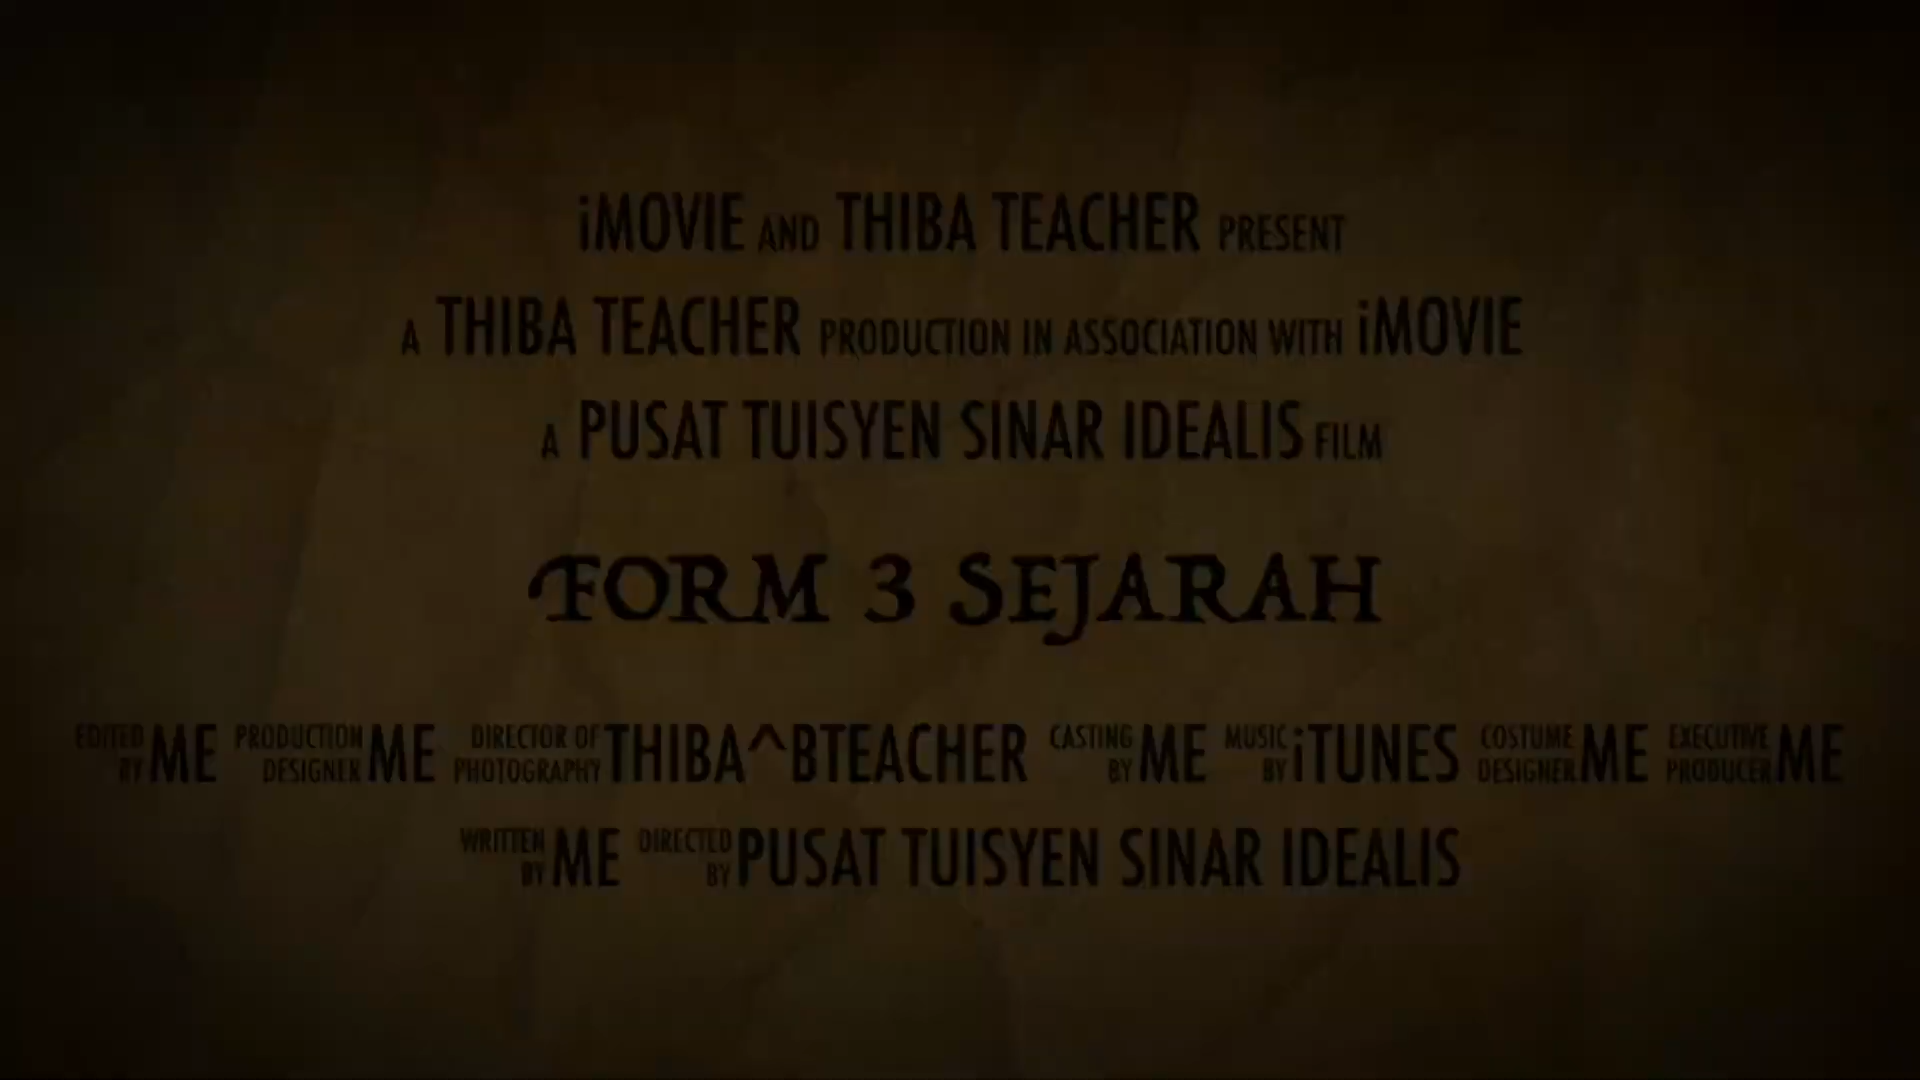 iMOVIE AND THIBA TEACHER PRESENT
A THIBA TEACHER PRODUCTION IN ASSOCIATION WITH iMOVIE
A PUSAT TUISYEN SINAR IDEALIS FILM
FORM 3 SEJARAH
EDITED BY ME PRODUCTION DESIGNER ME DIRECTOR OF PHOTOGRAPHY THIBA^BTEACHER CASTING BY ME MUSIC BY iTUNES COSTUME DESIGNER ME EXECUTIVE PRODUCER ME
WRITTEN BY ME DIRECTED BY PUSAT TUISYEN SINAR IDEALIS